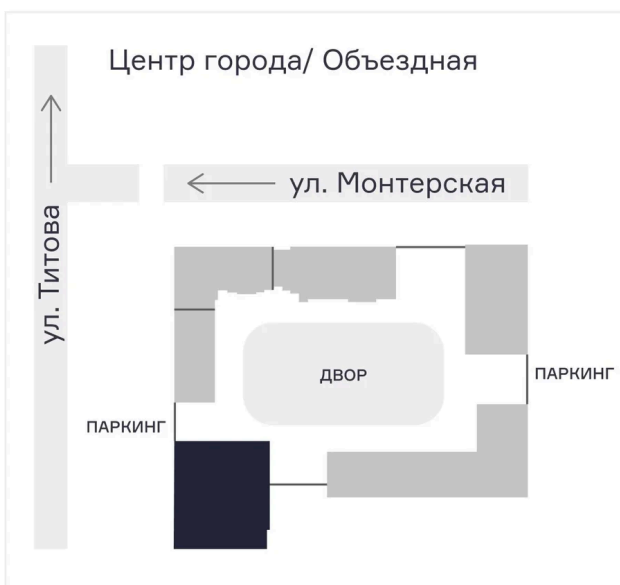 Центр города/ Объездная
ул. Монтерская
ул. Титова
ДВОР
ПАРКИНГ
ПАРКИНГ